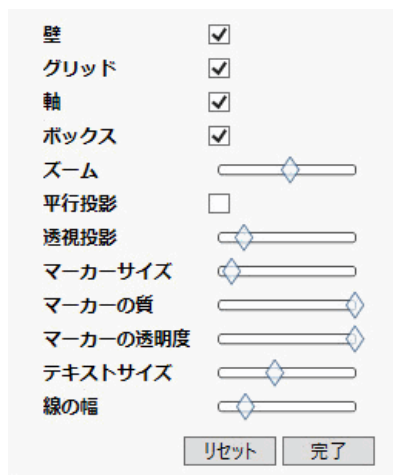 壁
グリッド
軸
ボックス
ズーム
平行投影
透視投影
マーカーサイズ
マーカーの質
マーカーの透明度
テキストサイズ
線の幅
リセット 完了